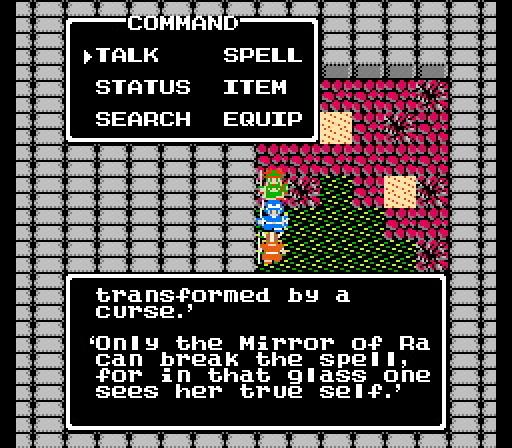 COMMAND
TALK SPELL
STATUS ITEM
SEARCH EQUIP
transformed by a
curse.’
‘Only the Mirror of Ra
can break the spell,
for in that glass one
sees her true self.’